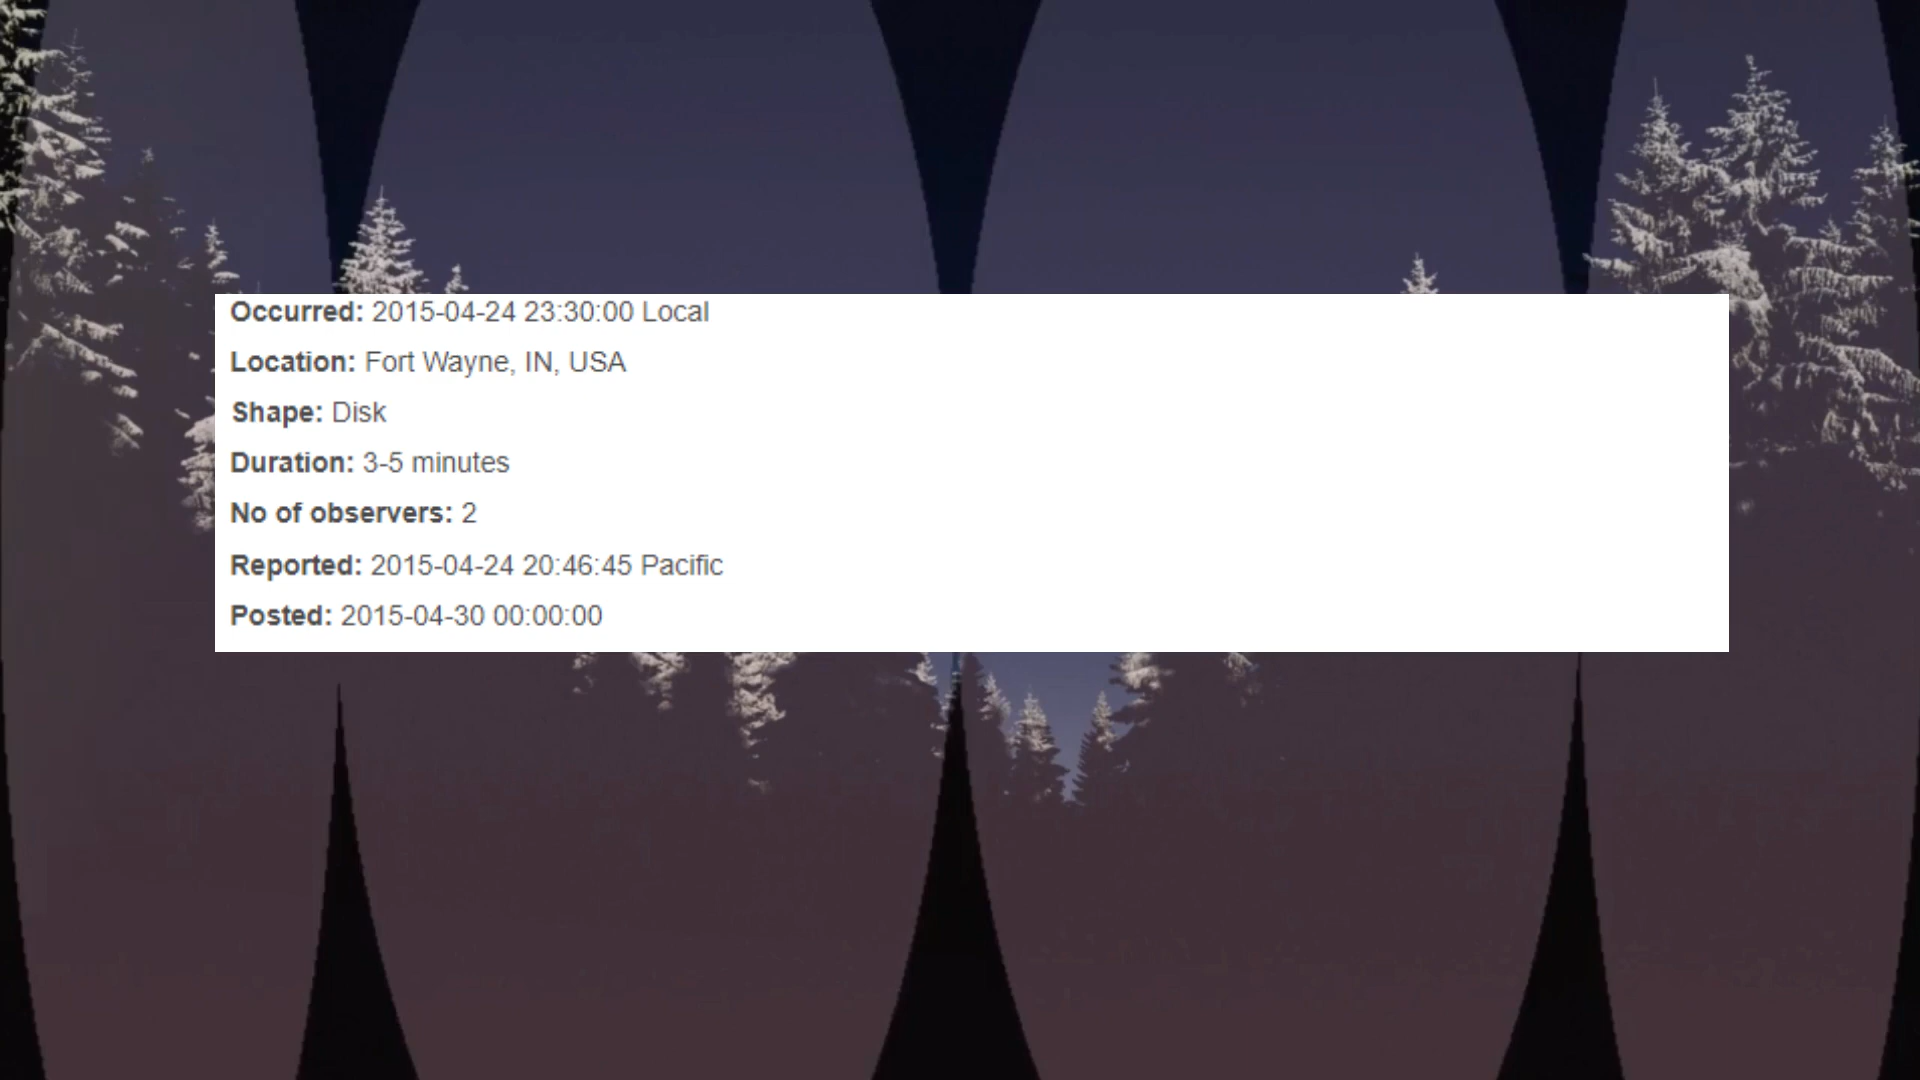 Occurred: 2015-04-24 23:30:00 Local
Location: Fort Wayne, IN, USA
Shape: Disk
Duration: 3-5 minutes
No of observers: 2
Reported: 2015-04-24 20:46:45 Pacific
Posted: 2015-04-30 00:00:00